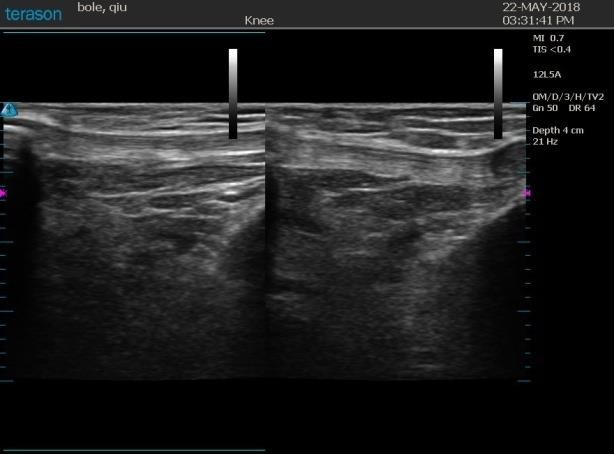 terason
bole, qiu
Knee
22-MAY-2018
03:31:41 PM
MI 0.7
TIS <0.4
12L5A
OM/D/3/H/TV2
Gn 50 DR 64
Depth 4 cm
21 Hz